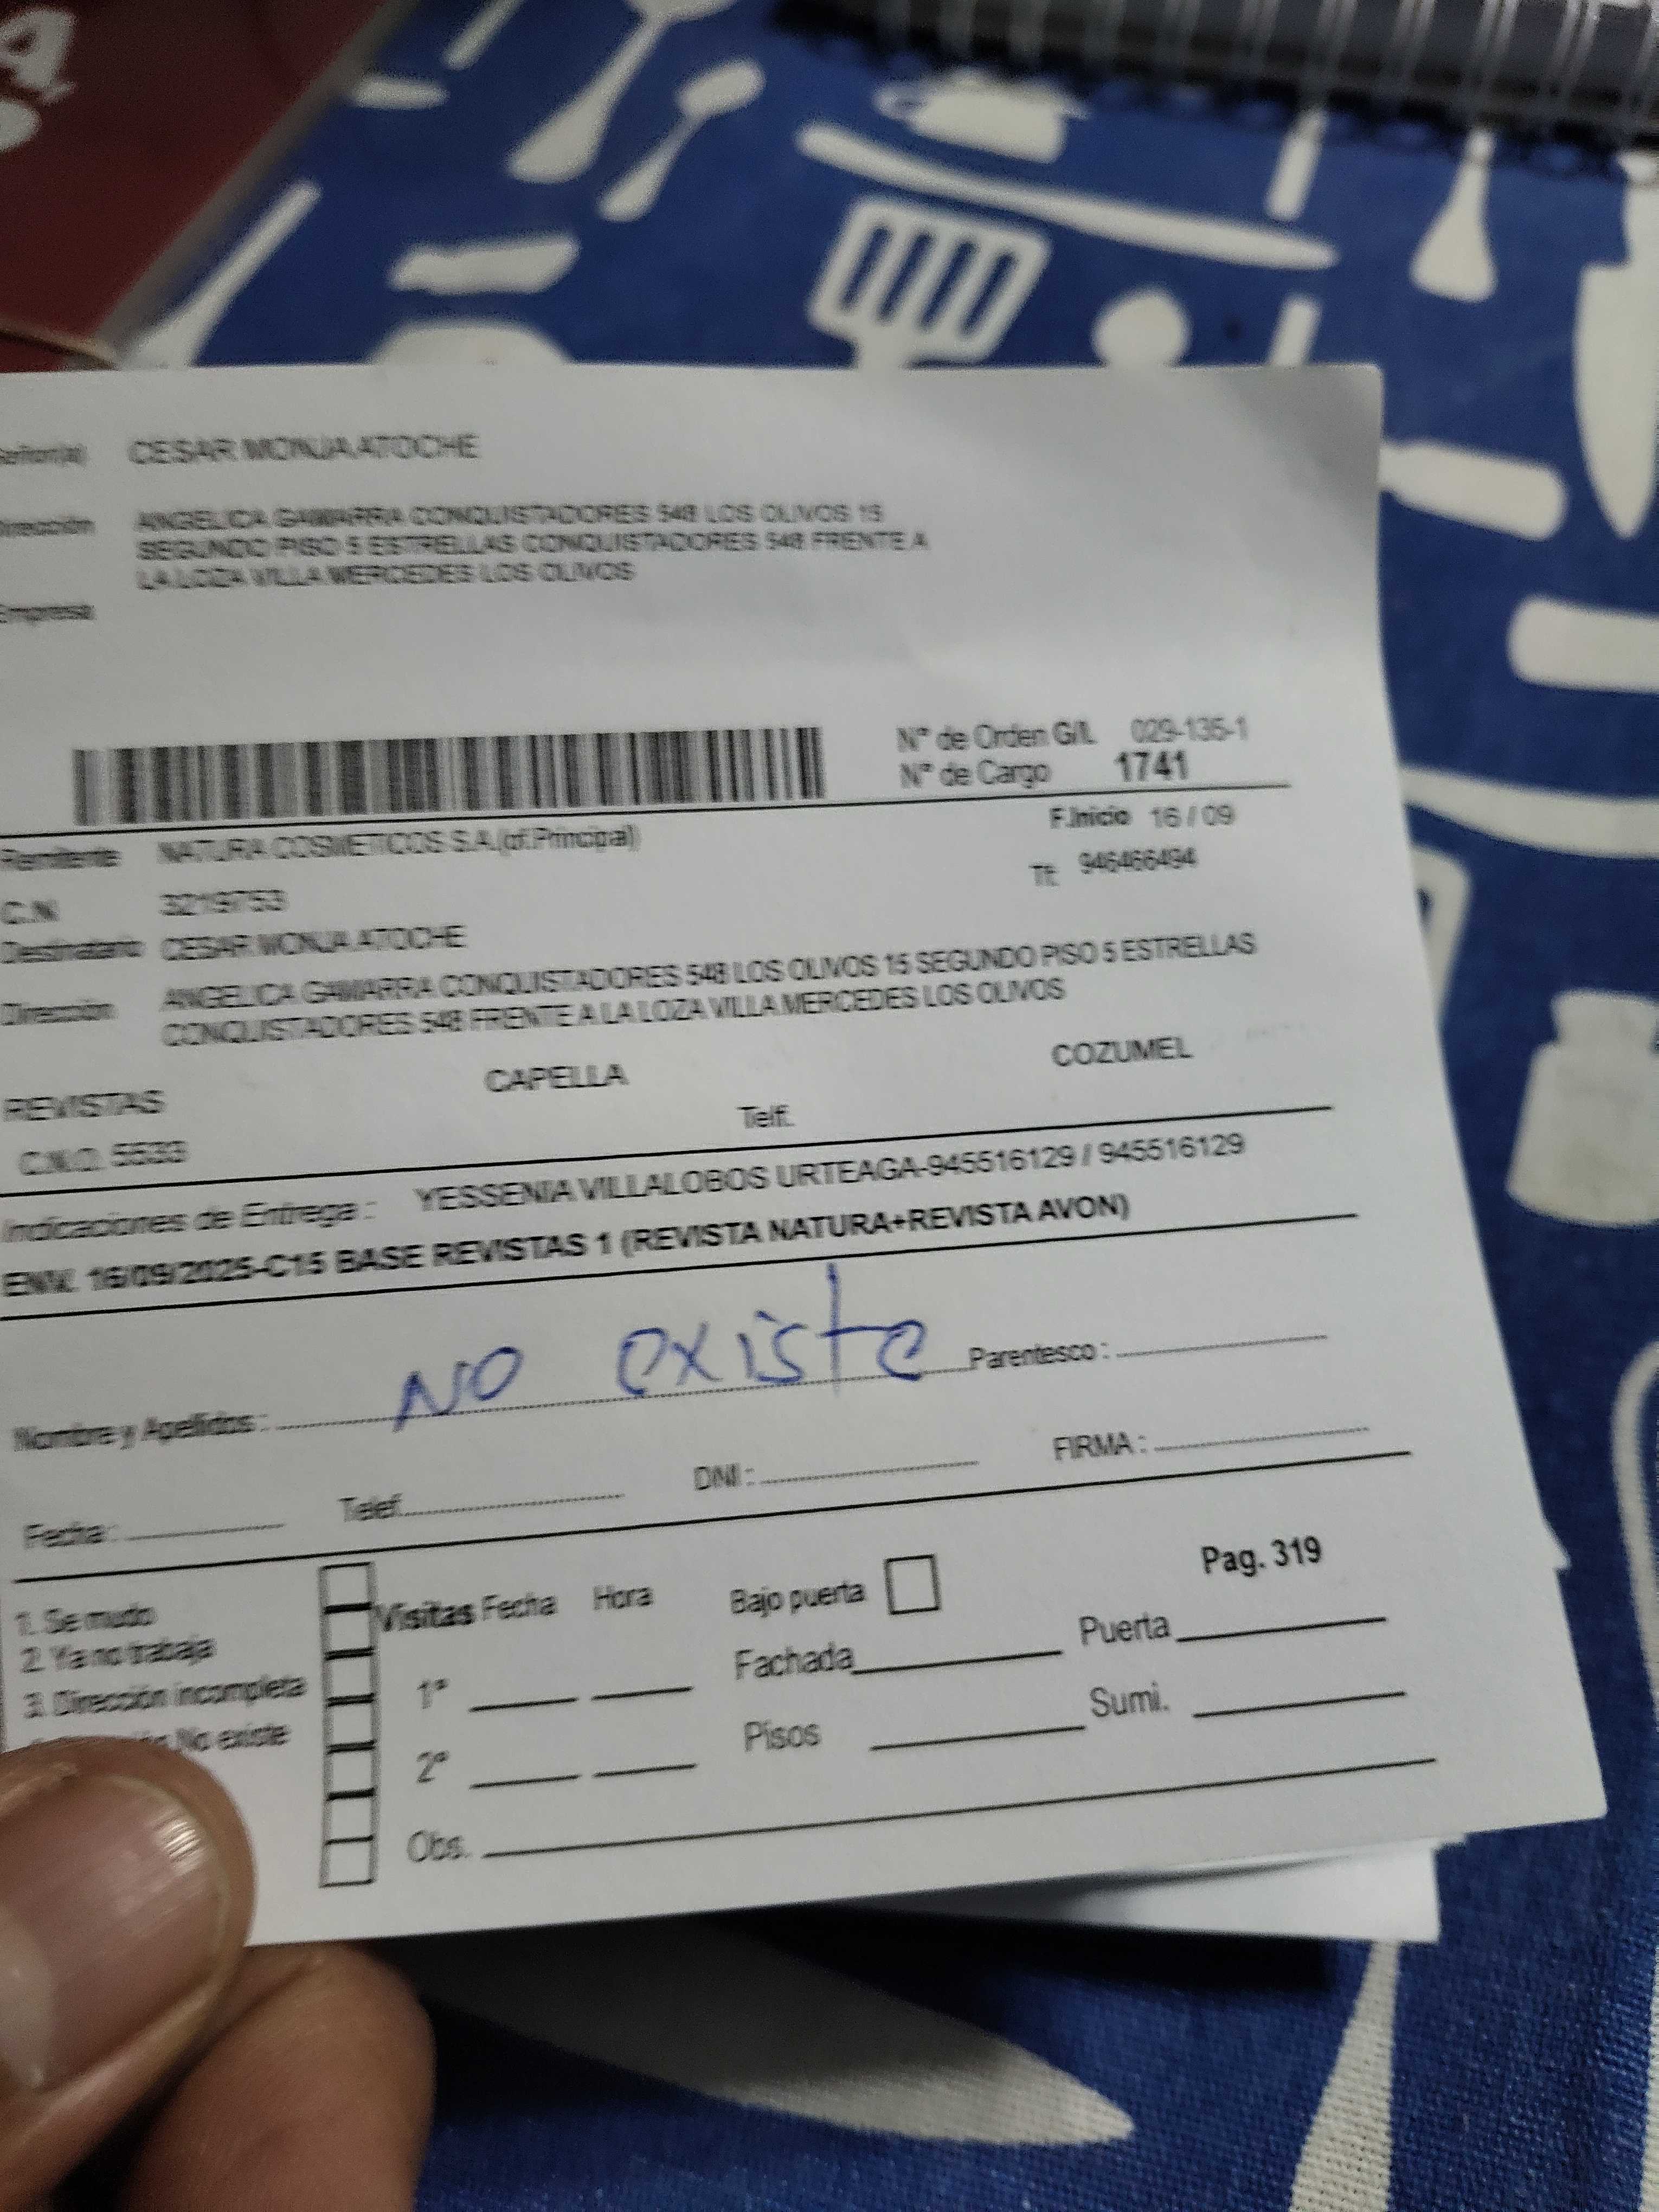 A
Señor(a) CESAR MONJA ATOCHE
Dirección ANGELICA GAMARRA CONQUISTADORES 548 LOS OLIVOS 15
SEGUNDO PISO 5 ESTRELLAS CONQUISTADORES 548 FRENTE A
LA LOZA VILLA MERCEDES LOS OLIVOS
Empresa
N° de Orden G/L 029-135-1
N° de Cargo 1741
F.Inicio 16 / 09
Remitente NATURA COSMETICOS S.A.(of.Principal)
Tf: 946466494
C.N 3219753
Destinatario CESAR MONJA ATOCHE
Dirección ANGELICA GAMARRA CONQUISTADORES 548 LOS OLIVOS 15 SEGUNDO PISO 5 ESTRELLAS
CONQUISTADORES 548 FRENTE A LA LOZA VILLA MERCEDES LOS OLIVOS
REVISTAS CAPELLA COZUMEL
5533 Telf.
Indicaciones de Entrega : YESSENIA VILLALOBOS URTEAGA-945516129 / 945516129
ENV. 16/09/2025-C15 BASE REVISTAS 1 (REVISTA NATURA+REVISTA AVON)
Nombre y Apellidos : NO existe Parentesco :
Fecha : Telef. DNI : FIRMA :
Pag. 319
1. Se mudo Visitas Fecha Hora Bajo puerta
2. Ya no trabaja Fachada Puerta
3. Dirección incompleta 1° Sumi.
No existe 2° Pisos
Obs.